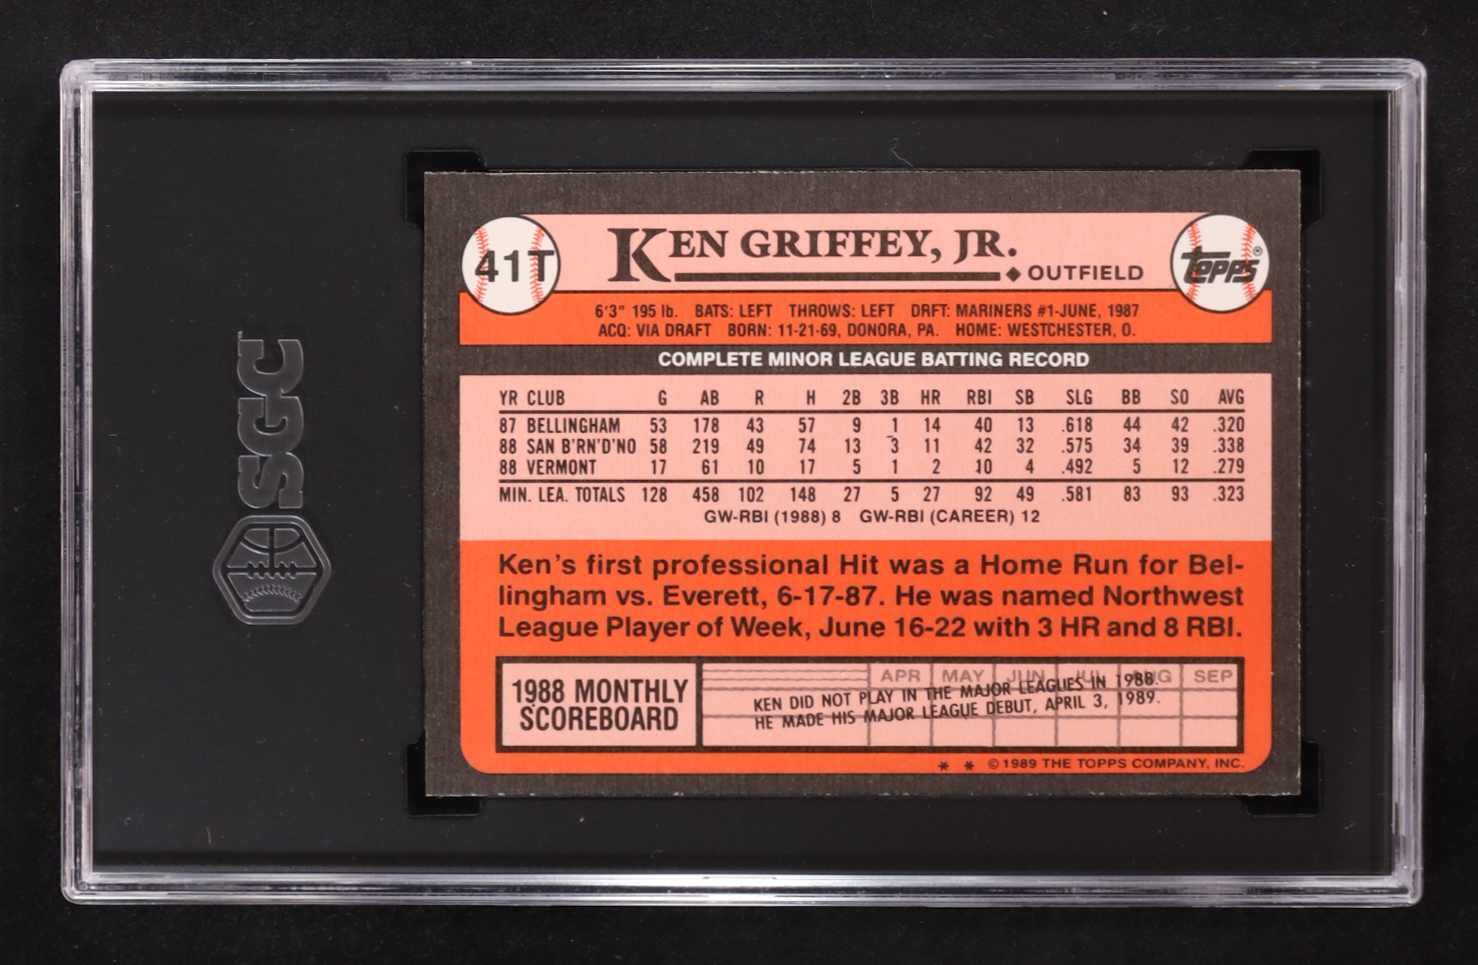 SGC
41T
KEN GRIFFEY, JR.
◆ OUTFIELD
TOPPS®
6'3" 195 lb. BATS: LEFT THROWS: LEFT DRFT: MARINERS #1-JUNE, 1987
ACQ: VIA DRAFT BORN: 11-21-69, DONORA, PA. HOME: WESTCHESTER, O.
COMPLETE MINOR LEAGUE BATTING RECORD
YR CLUB G AB R H 2B 3B HR RBI SB SLG BB SO AVG
87 BELLINGHAM 53 178 43 57 9 1 14 40 13 .618 44 42 .320
88 SAN B'RN'D'NO 58 219 49 74 13 3 11 42 32 .575 34 39 .338
88 VERMONT 17 61 10 17 5 1 2 10 4 .492 5 12 .279
MIN. LEA. TOTALS 128 458 102 148 27 5 27 92 49 .581 83 93 .323
GW-RBI (1988) 8 GW-RBI (CAREER) 12
Ken's first professional Hit was a Home Run for Bel-
lingham vs. Everett, 6-17-87. He was named Northwest
League Player of Week, June 16-22 with 3 HR and 8 RBI.
1988 MONTHLY
SCOREBOARD
APR MAY JUN JUL AUG SEP
KEN DID NOT PLAY IN THE MAJOR LEAGUES IN 1988.
HE MADE HIS MAJOR LEAGUE DEBUT, APRIL 3, 1989.
* * ©1989 THE TOPPS COMPANY, INC.